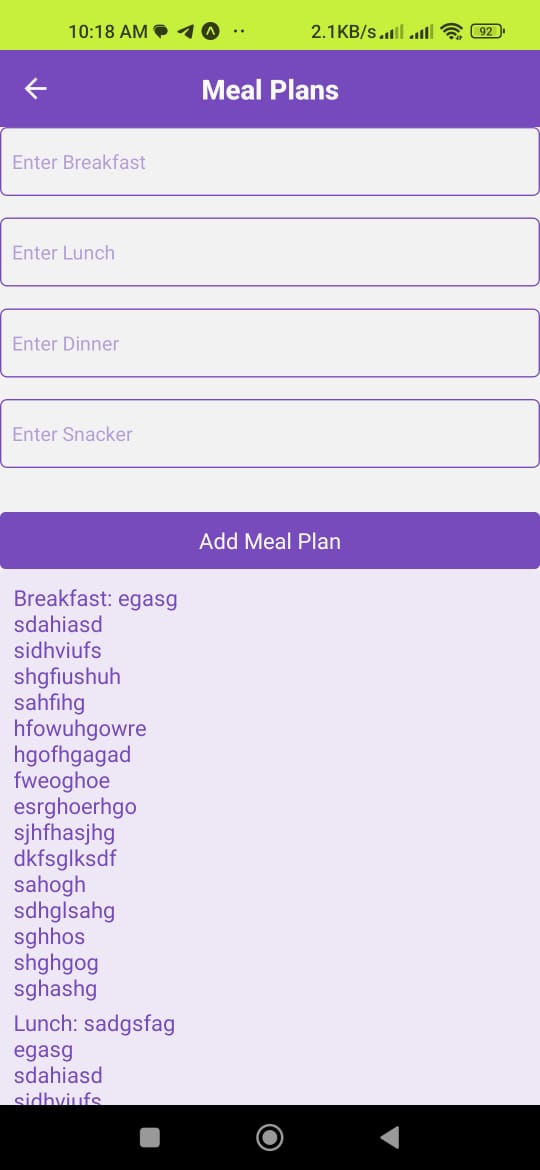 10:18 AM 2.1KB/s 92
Meal Plans
Enter Breakfast
Enter Lunch
Enter Dinner
Enter Snacker
Add Meal Plan
Breakfast: egasg
sdahiasd
sidhviufs
shgfiushuh
sahfihg
hfowuhgowre
hgofhgagad
fweoghoe
esrghoerhgo
sjhfhasjhg
dkfsglksdf
sahogh
sdhglsahg
sghhos
shghgog
sghashg
Lunch: sadgsfag
egasg
sdahiasd
sidhviufs